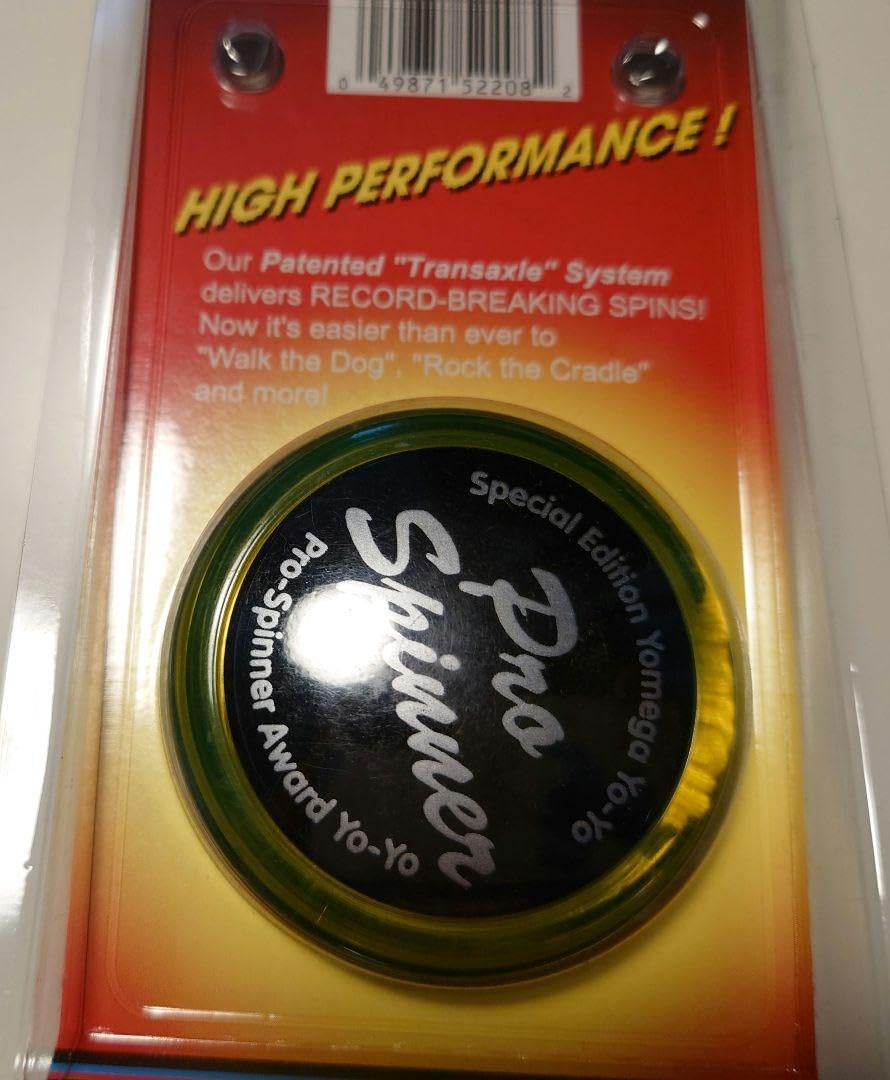 0 49871 52208 2
HIGH PERFORMANCE !
Our Patented "Transaxle" System
delivers RECORD-BREAKING SPINS!
Now it's easier than ever to
"Walk the Dog", "Rock the Cradle"
and more!
Special Edition Yomega Yo-Yo
Pro
Spinner
Pro-Spinner Award Yo-Yo